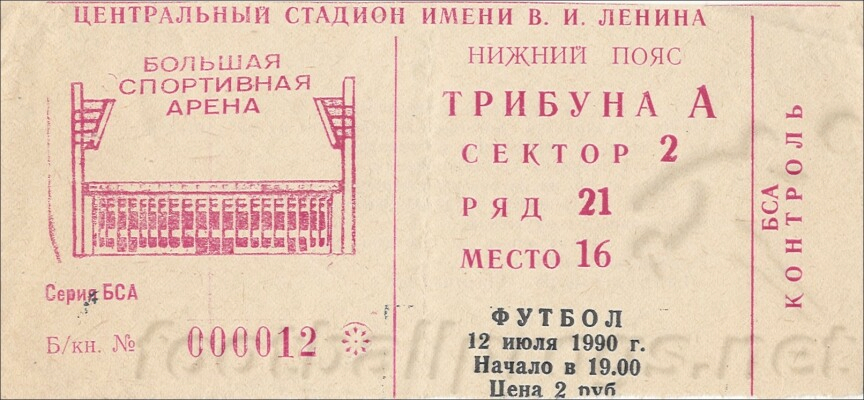 ЦЕНТРАЛЬНЫЙ СТАДИОН ИМЕНИ В. И. ЛЕНИНА
БОЛЬШАЯ
СПОРТИВНАЯ
АРЕНА
Серия БСА
Б/кн. № 000012
НИЖНИЙ ПОЯС
ТРИБУНА А
СЕКТОР 2
РЯД 21
МЕСТО 16
ФУТБОЛ
12 июля 1990 г.
Начало в 19.00
Цена 2 руб
БСА
КОНТРОЛЬ